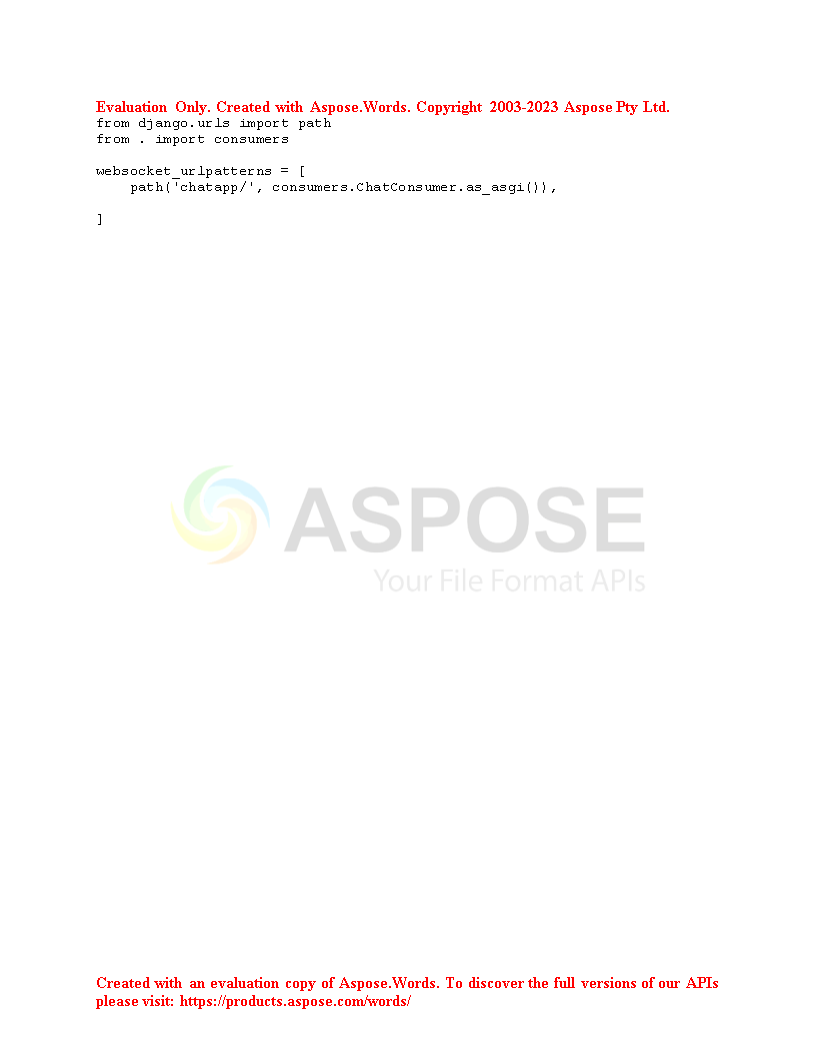 Evaluation Only. Created with Aspose.Words. Copyright 2003-2023 Aspose Pty Ltd.
from django.urls import path
from . import consumers
websocket_urlpatterns = [
    path('chatapp/', consumers.ChatConsumer.as_asgi()),
]
ASPOSE
Your File Format APIs
Created with an evaluation copy of Aspose.Words. To discover the full versions of our APIs
please visit: https://products.aspose.com/words/